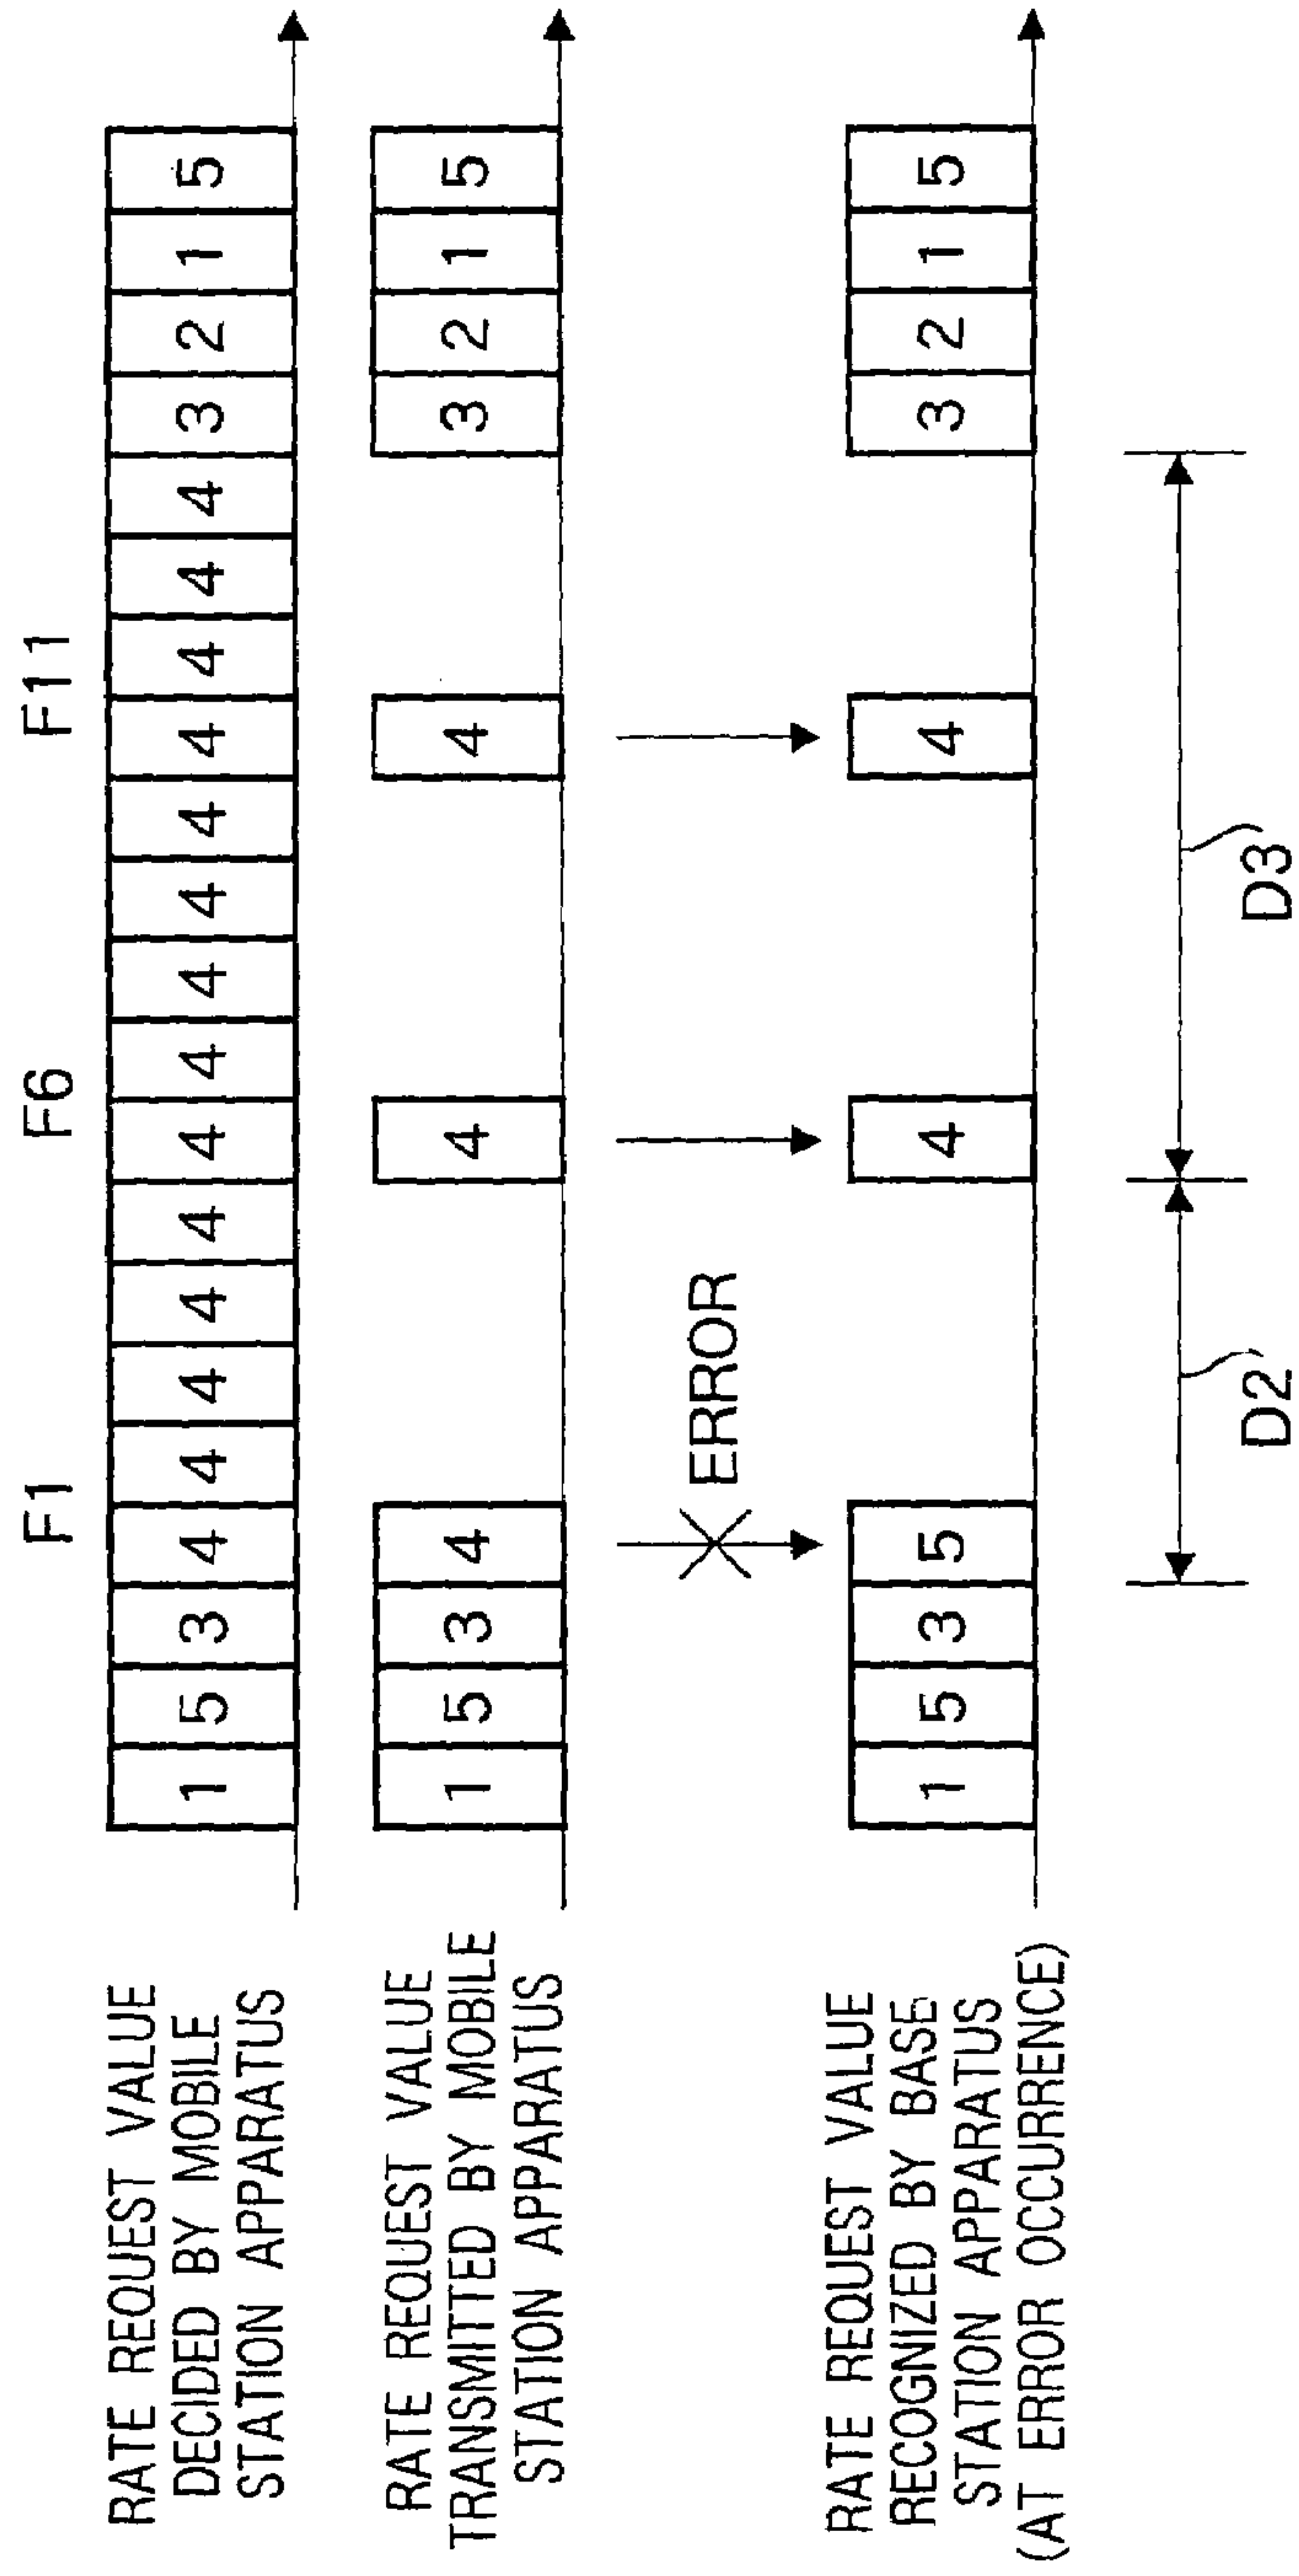 F1 F6 F11
RATE REQUEST VALUE
DECIDED BY MOBILE
STATION APPARATUS
1 5 3 4 4 4 4 4 4 4 4 4 4 4 4 4 4 3 2 1 5
RATE REQUEST VALUE
TRANSMITTED BY MOBILE
STATION APPARATUS
1 5 3 4 4 4 3 2 1 5
ERROR
RATE REQUEST VALUE
RECOGNIZED BY BASE
STATION APPARATUS
(AT ERROR OCCURRENCE)
1 5 3 5 4 4 3 2 1 5
D2 D3